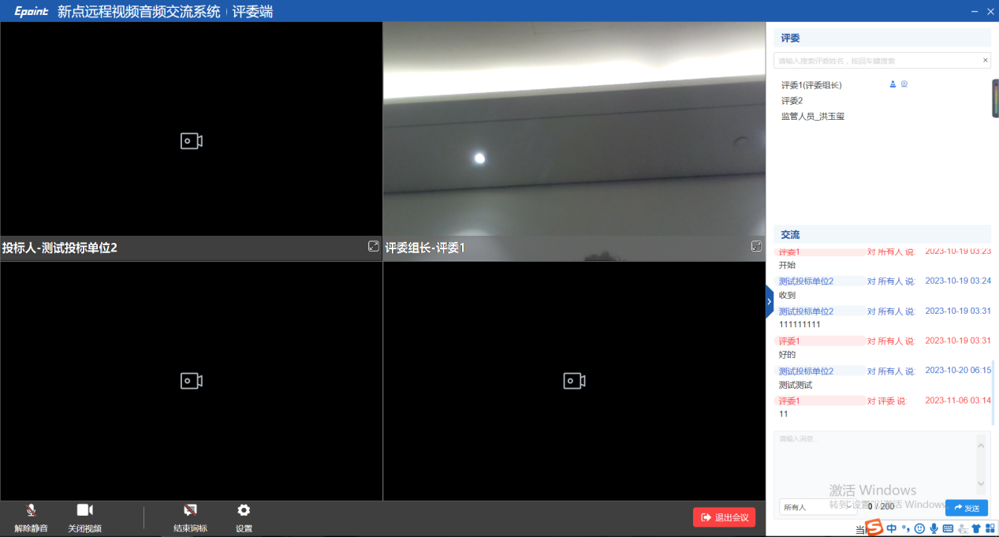 Epoint 新点远程视频音频交流系统 评委端
投标人-测试投标单位2
评委组长-评委1
解除静音
关闭视频
结束询标
设置
退出会议
评委
请输入搜索评委姓名，按回车键搜索
评委1(评委组长)
评委2
监管人员_洪玉玺
交流
评委1 对 所有人 说: 2023-10-19 03:23
开始
测试投标单位2 对 所有人 说: 2023-10-19 03:24
收到
测试投标单位2 对 所有人 说: 2023-10-19 03:31
111111111
评委1 对 所有人 说: 2023-10-19 03:31
好的
测试投标单位2 对 所有人 说: 2023-10-20 06:15
测试测试
评委1 对 评委 说: 2023-11-06 03:14
11
请输入消息...
激活 Windows
转到"设置"以激活 Windows
所有人 0 / 200 发送
当 S 中